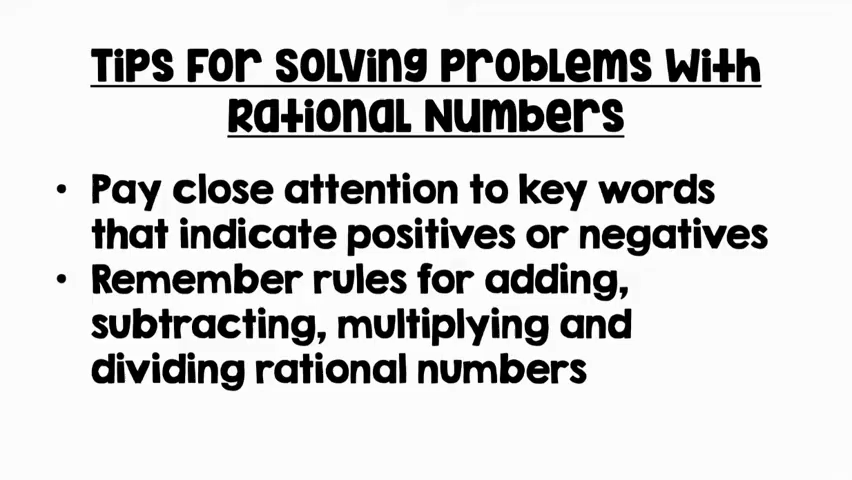 Tips For Solving Problems With
Rational Numbers
• Pay close attention to key words
that indicate positives or negatives
• Remember rules for adding,
subtracting, multiplying and
dividing rational numbers